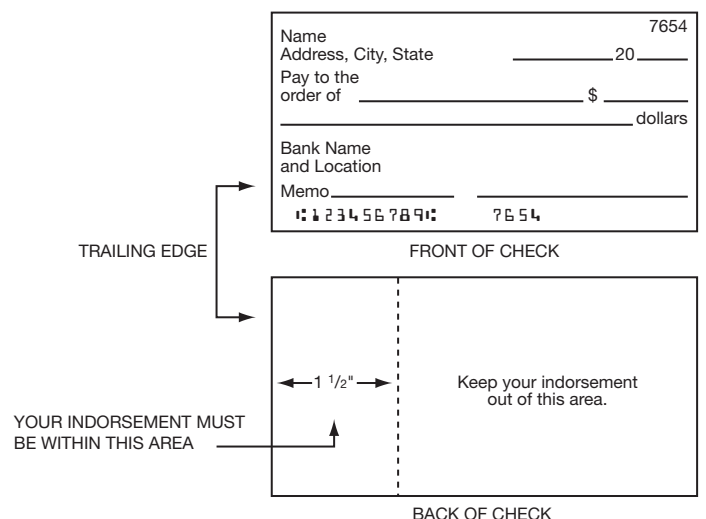 7654
Name
Address, City, State 20
Pay to the
order of $
dollars
Bank Name
and Location
Memo
⑆123456789⑆ 7654
TRAILING EDGE
FRONT OF CHECK
1 1/2"
Keep your indorsement
out of this area.
YOUR INDORSEMENT MUST
BE WITHIN THIS AREA
BACK OF CHECK